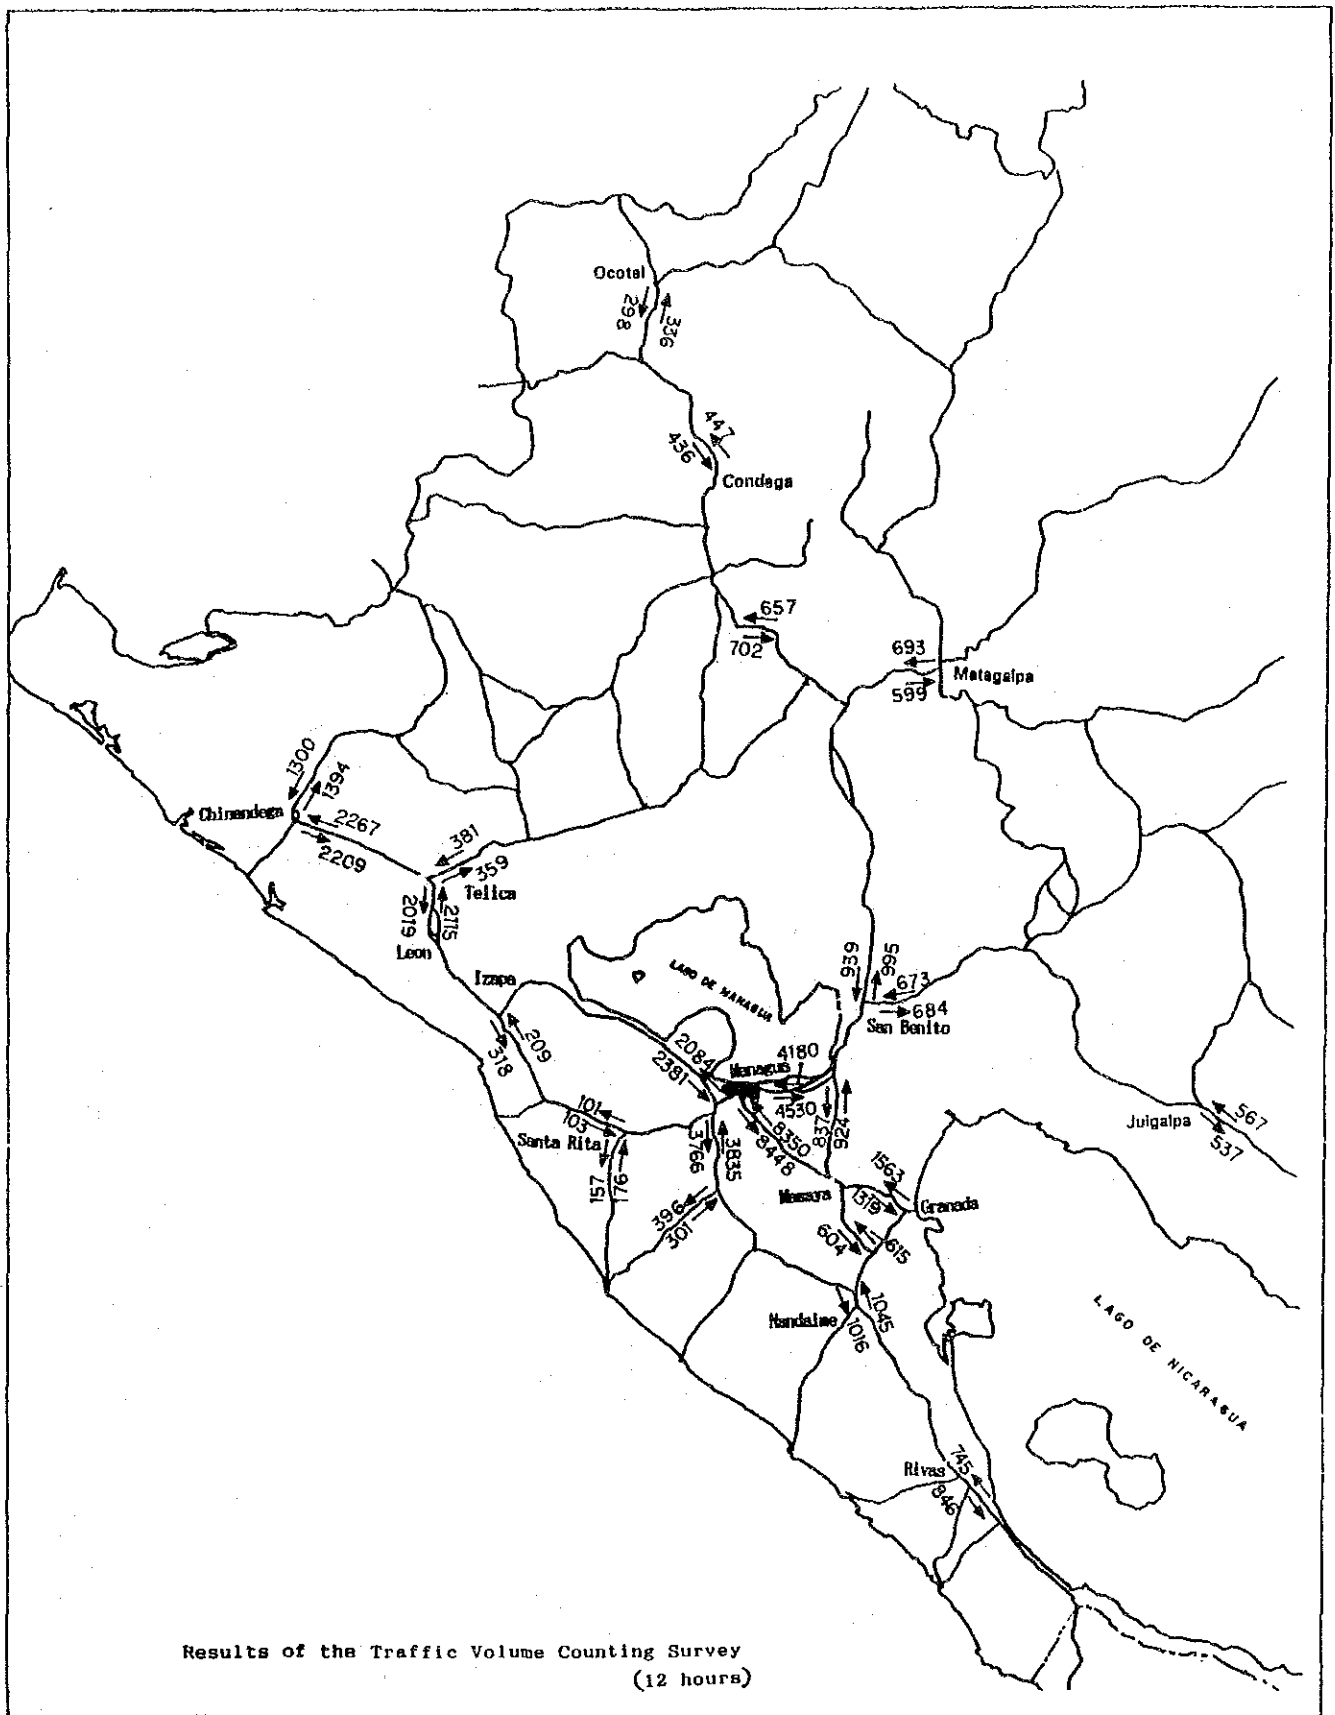 Ocotal
298
336
447
436
Condega
657
702
693
Matagalpa
599
1300
1394
Chinandega
2267
2209
381
359
Telica
2019
2115
Leon
Izapa
LAGO DE MANAGUA
939
995
673
684
San Benito
2084
2381
Managua
4180
4530
8350
8448
837
924
Juigalpa
567
537
318
209
101
103
Santa Rita
3766
3835
157
176
396
301
1563
Masaya
1319
Granada
604
615
1045
Nandaime
1016
LAGO DE NICARAGUA
745
Rivas
846
Results of the Traffic Volume Counting Survey
(12 hours)